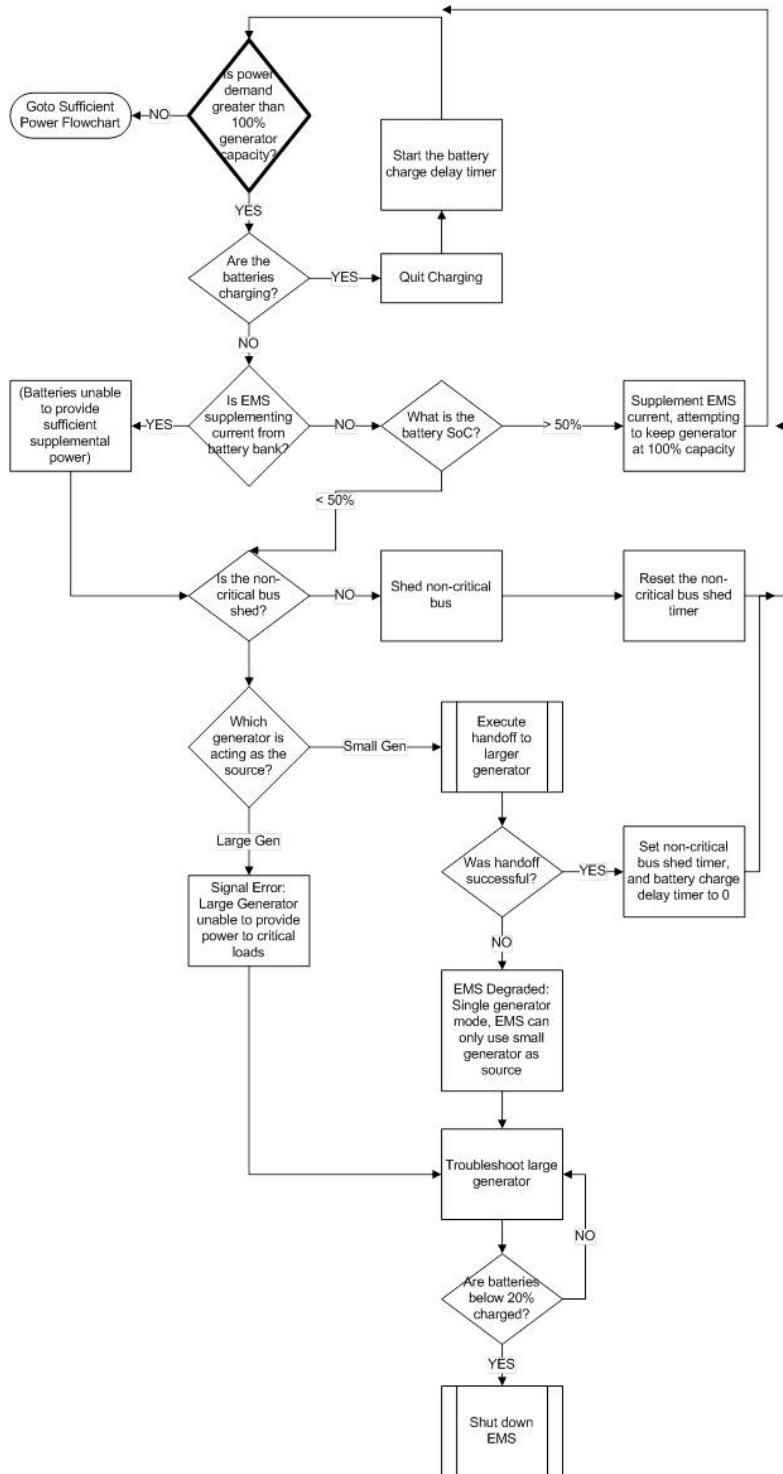 Is power
demand
greater than
100%
generator
capacity?
Goto Sufficient
Power Flowchart
NO
Start the battery
charge delay timer
YES
Are the
batteries
charging?
YES
Quit Charging
NO
(Batteries unable
to provide
sufficient
supplemental
power)
YES
Is EMS
supplementing
current from
battery bank?
NO
What is the
battery SoC?
> 50%
Supplement EMS
current, attempting
to keep generator
at 100% capacity
< 50%
Is the non-
critical bus
shed?
NO
Shed non-critical
bus
Reset the non-
critical bus shed
timer
Which
generator is
acting as the
source?
Small Gen
Execute
handoff to
larger
generator
Large Gen
Was handoff
successful?
YES
Set non-critical
bus shed timer,
and battery charge
delay timer to 0
Signal Error:
Large Generator
unable to provide
power to critical
loads
NO
EMS Degraded:
Single generator
mode, EMS can
only use small
generator as
source
Troubleshoot large
generator
NO
Are batteries
below 20%
charged?
YES
Shut down
EMS